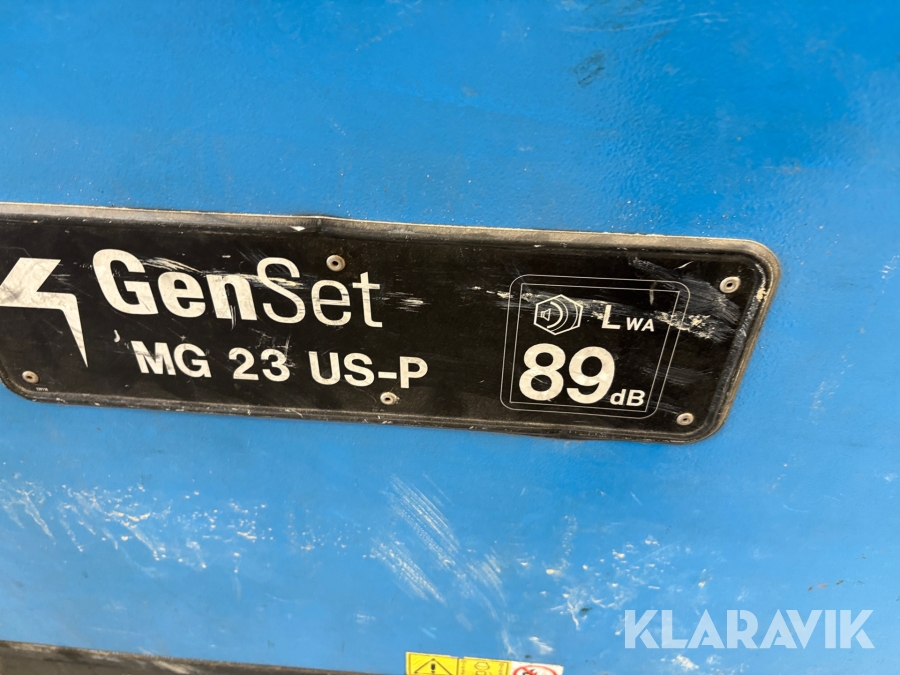 GenSet
MG 23 US-P
LWA
89dB
KLARAVIK